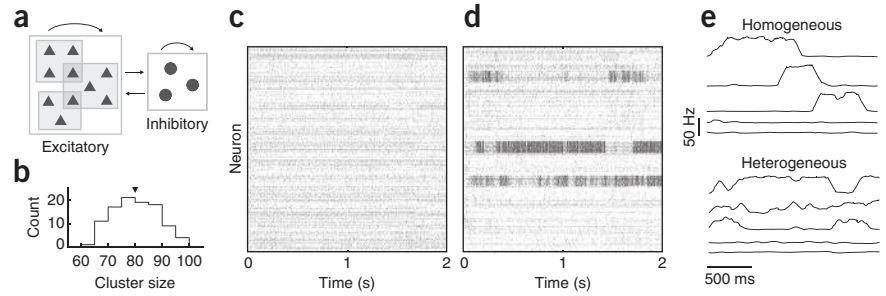 a
Excitatory
Inhibitory
b
Count
20
10
0
60 70 80 90 100
Cluster size
c
Neuron
0 1 2
Time (s)
d
0 1 2
Time (s)
e
Homogeneous
50 Hz
Heterogeneous
500 ms